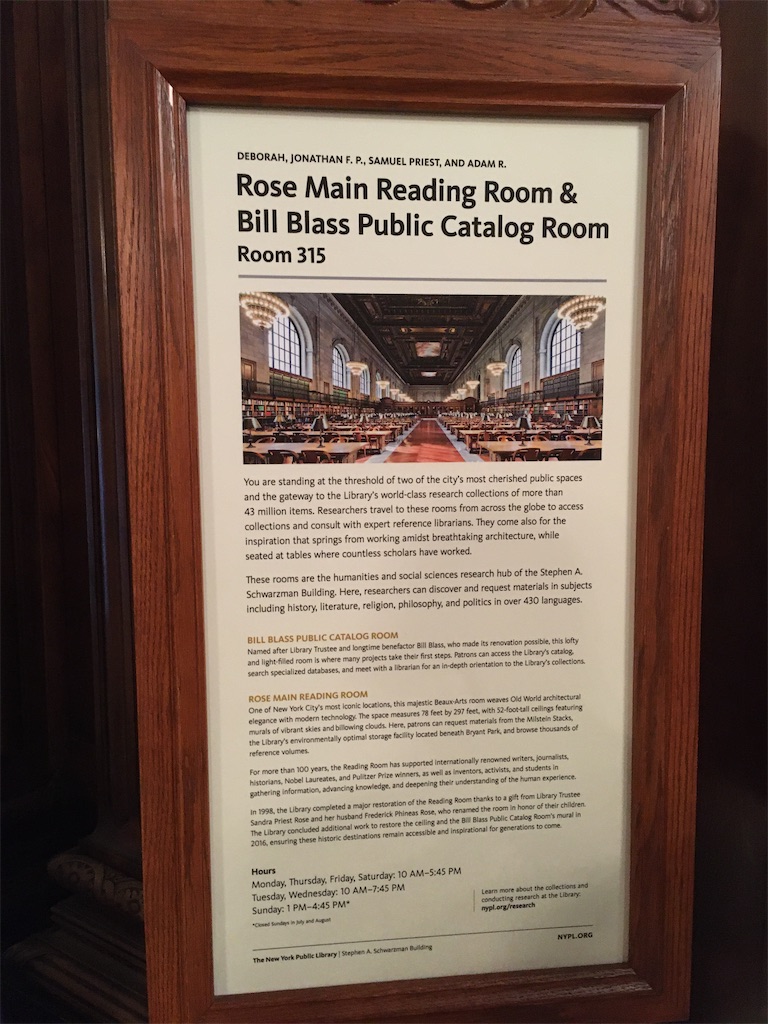 DEBORAH, JONATHAN F. P., SAMUEL PRIEST, AND ADAM R.
Rose Main Reading Room &
Bill Blass Public Catalog Room
Room 315
You are standing at the threshold of two of the city's most cherished public spaces
and the gateway to the Library's world-class research collections of more than
43 million items. Researchers travel to these rooms from across the globe to access
collections and consult with expert reference librarians. They come also for the
inspiration that springs from working amidst breathtaking architecture, while
seated at tables where countless scholars have worked.
These rooms are the humanities and social sciences research hub of the Stephen A.
Schwarzman Building. Here, researchers can discover and request materials in subjects
including history, literature, religion, philosophy, and politics in over 430 languages.
BILL BLASS PUBLIC CATALOG ROOM
Named after Library Trustee and longtime benefactor Bill Blass, who made its renovation possible, this lofty
and light-filled room is where many projects take their first steps. Patrons can access the Library's catalog,
search specialized databases, and meet with a librarian for an in-depth orientation to the Library's collections.
ROSE MAIN READING ROOM
One of New York City's most iconic locations, this majestic Beaux-Arts room weaves Old World architectural
elegance with modern technology. The space measures 78 feet by 297 feet, with 52-foot-tall ceilings featuring
murals of vibrant skies and billowing clouds. Here, patrons can request materials from the Milstein Stacks,
the Library's environmentally optimal storage facility located beneath Bryant Park, and browse thousands of
reference volumes.
For more than 100 years, the Reading Room has supported internationally renowned writers, journalists,
historians, Nobel Laureates, and Pulitzer Prize winners, as well as inventors, activists, and students in
gathering information, advancing knowledge, and deepening their understanding of the human experience.
In 1998, the Library completed a major restoration of the Reading Room thanks to a gift from Library Trustee
Sandra Priest Rose and her husband Frederick Phineas Rose, who renamed the room in honor of their children.
The Library concluded additional work to restore the ceiling and the Bill Blass Public Catalog Room's mural in
2016, ensuring these historic destinations remain accessible and inspirational for generations to come.
Hours
Monday, Thursday, Friday, Saturday: 10 AM–5:45 PM
Tuesday, Wednesday: 10 AM–7:45 PM
Sunday: 1 PM–4:45 PM*
*Closed Sundays in July and August
Learn more about the collections and
conducting research at the Library:
nypl.org/research
The New York Public Library | Stephen A. Schwarzman Building
NYPL.ORG